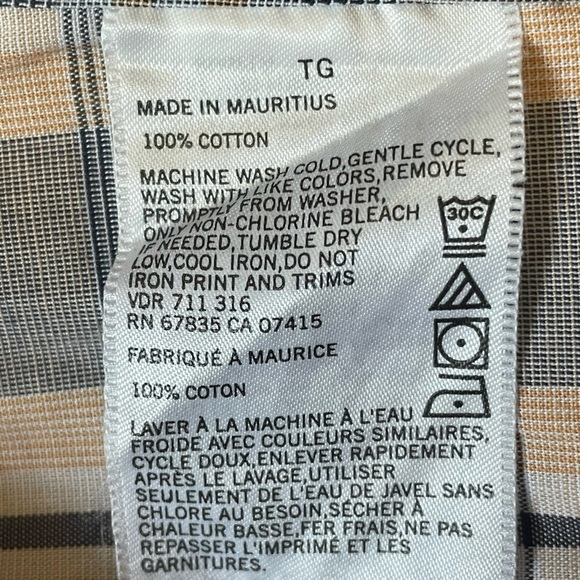 TG
MADE IN MAURITIUS
100% COTTON
MACHINE WASH COLD,GENTLE CYCLE,
WASH WITH LIKE COLORS,REMOVE
PROMPTLY FROM WASHER,
ONLY NON-CHLORINE BLEACH
IF NEEDED,TUMBLE DRY
LOW,COOL IRON,DO NOT
IRON PRINT AND TRIMS
VDR 711 316
RN 67835 CA 07415
30C
FABRIQUÉ À MAURICE
100% COTON
LAVER À LA MACHINE À L'EAU
FROIDE AVEC COULEURS SIMILAIRES,
CYCLE DOUX,ENLEVER RAPIDEMENT
APRÈS LE LAVAGE,UTILISER
SEULEMENT DE L'EAU DE JAVEL SANS
CHLORE AU BESOIN,SÉCHER À
CHALEUR BASSE,FER FRAIS,NE PAS
REPASSER L'IMPRIMÉ ET LES
GARNITURES.